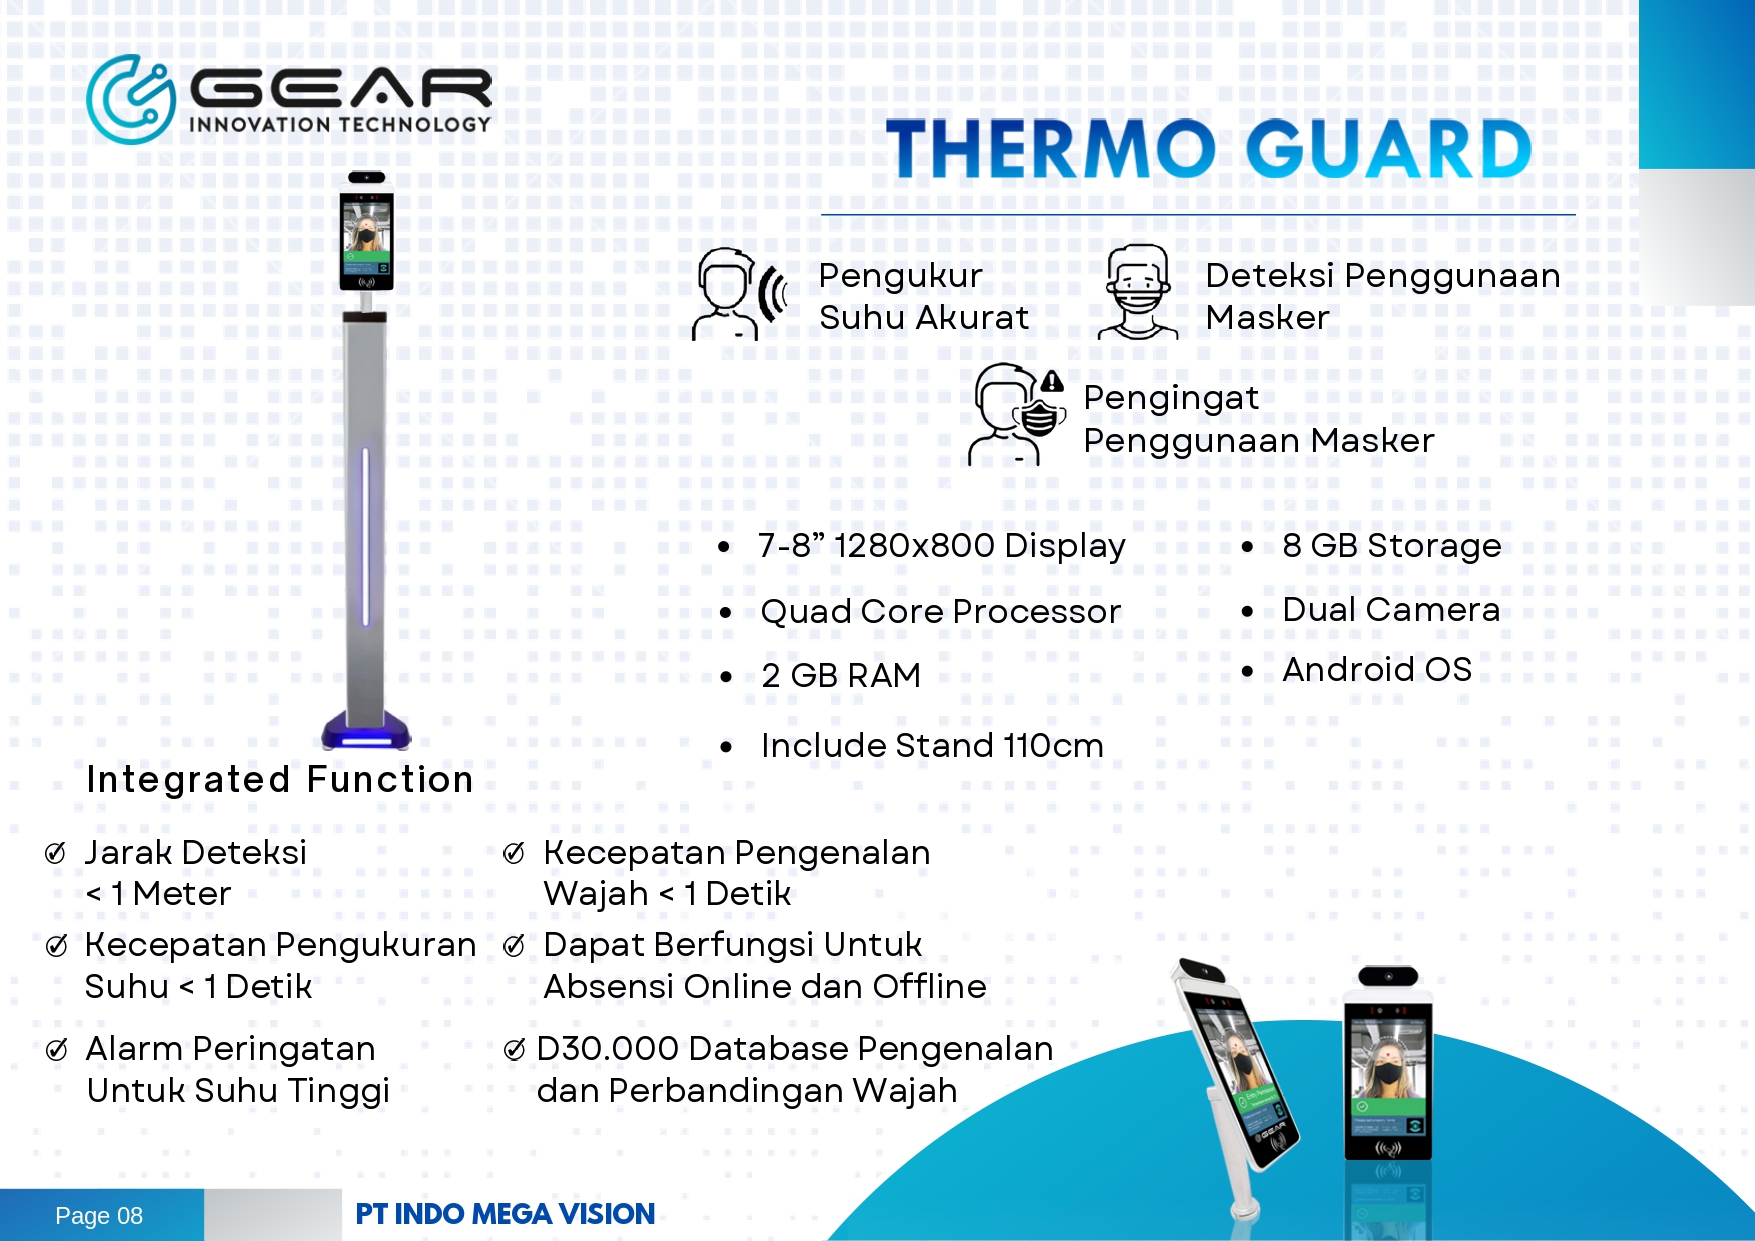 GEAR
INNOVATION TECHNOLOGY
THERMO GUARD
Pengukur
Suhu Akurat
Deteksi Penggunaan
Masker
Pengingat
Penggunaan Masker
• 7-8” 1280x800 Display
• Quad Core Processor
• 2 GB RAM
• Include Stand 110cm
• 8 GB Storage
• Dual Camera
• Android OS
Integrated Function
Jarak Deteksi
< 1 Meter
Kecepatan Pengukuran
Suhu < 1 Detik
Alarm Peringatan
Untuk Suhu Tinggi
Kecepatan Pengenalan
Wajah < 1 Detik
Dapat Berfungsi Untuk
Absensi Online dan Offline
D30.000 Database Pengenalan
dan Perbandingan Wajah
GEAR
Page 08
PT INDO MEGA VISION